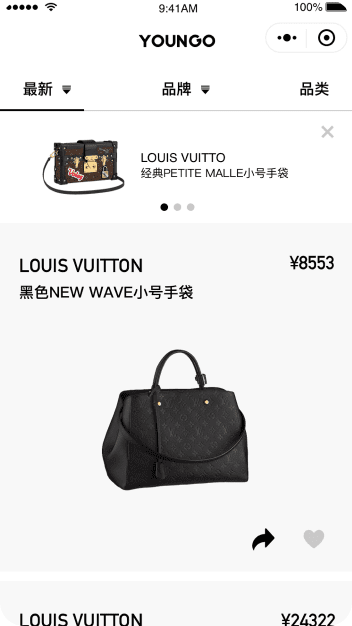 9:41AM
100%
YOUNGO
最新
品牌
品类
LOUIS VUITTO
经典PETITE MALLE小号手袋
LOUIS VUITTON
¥8553
黑色NEW WAVE小号手袋
LOUIS VUITTON
¥24322